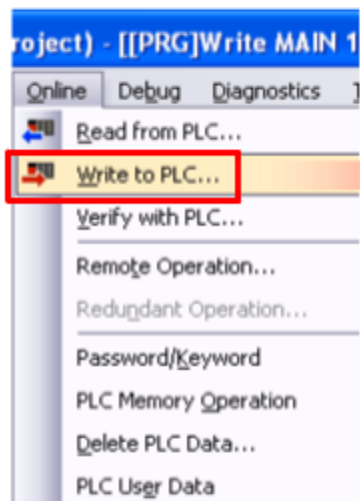 roject) - [[PRG]Write MAIN 1
Online Debug Diagnostics
Read from PLC...
Write to PLC...
Verify with PLC...
Remote Operation...
Redundant Operation...
Password/Keyword
PLC Memory Operation
Delete PLC Data...
PLC User Data